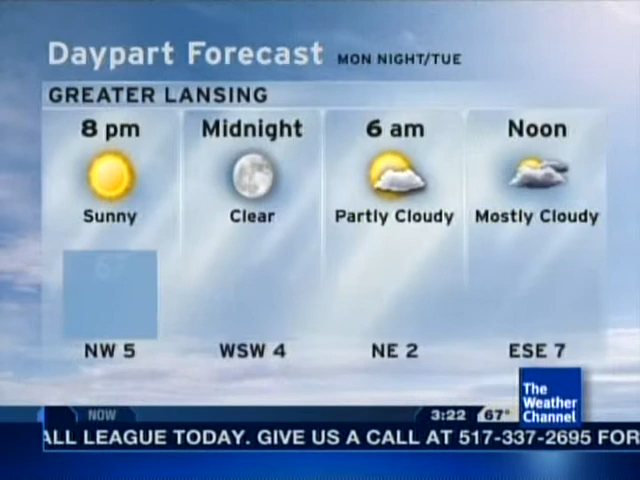 Daypart Forecast MON NIGHT/TUE
GREATER LANSING
8 pm Midnight 6 am Noon
Sunny Clear Partly Cloudy Mostly Cloudy
67
NW 5 WSW 4 NE 2 ESE 7
The
Weather
Channel
NOW 3:22 67°
ALL LEAGUE TODAY. GIVE US A CALL AT 517-337-2695 FOR